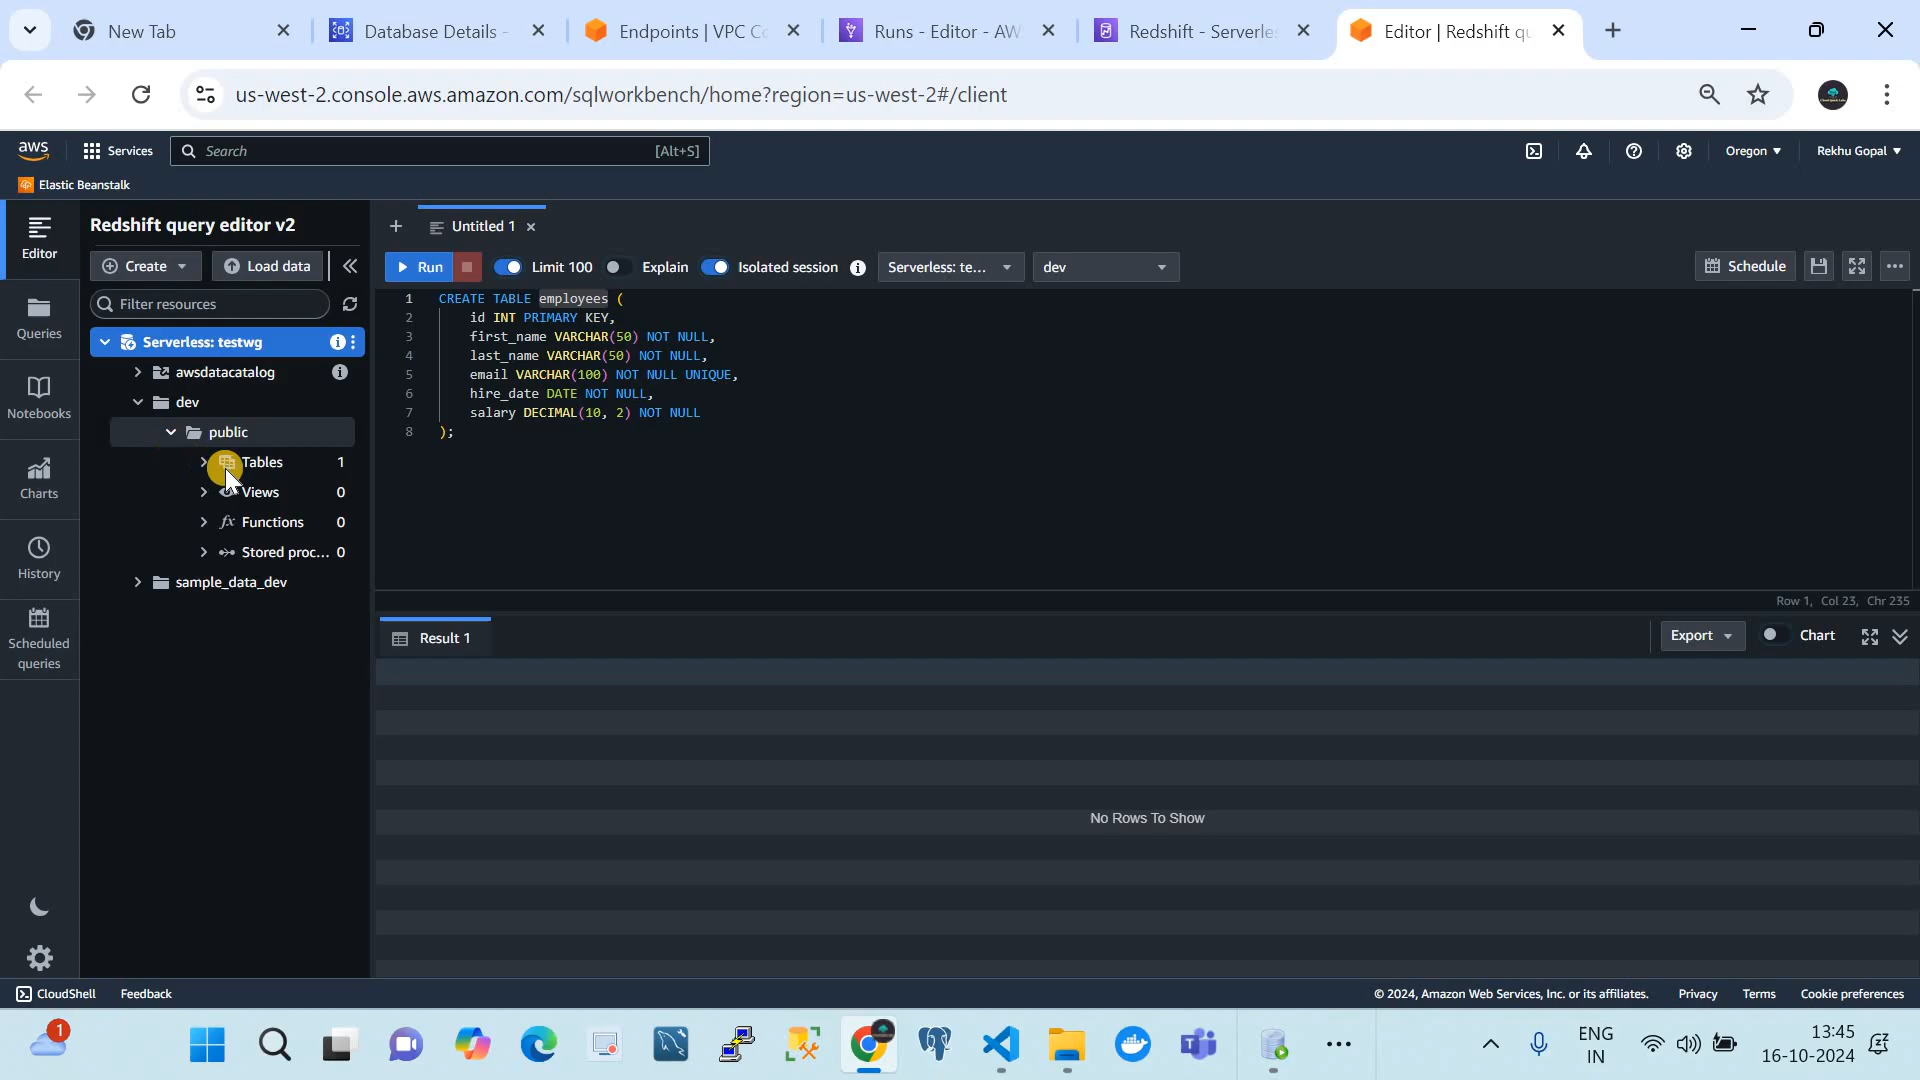 New Tab
Database Details -
Endpoints | VPC Co
Runs - Editor - AW
Redshift - Serverles
Editor | Redshift qu
us-west-2.console.aws.amazon.com/sqlworkbench/home?region=us-west-2#/client
aws
Services
Search
[Alt+S]
Oregon
Rekhu Gopal
Elastic Beanstalk
Editor
Queries
Notebooks
Charts
History
Scheduled
queries
Redshift query editor v2
Create
Load data
Filter resources
Serverless: testwg
awsdatacatalog
dev
public
Tables 1
Views 0
Functions 0
Stored proc... 0
sample_data_dev
Untitled 1
Run
Limit 100
Explain
Isolated session
Serverless: te...
dev
Schedule
1 CREATE TABLE employees (
2 id INT PRIMARY KEY,
3 first_name VARCHAR(50) NOT NULL,
4 last_name VARCHAR(50) NOT NULL,
5 email VARCHAR(100) NOT NULL UNIQUE,
6 hire_date DATE NOT NULL,
7 salary DECIMAL(10, 2) NOT NULL
8 );
Row 1, Col 23, Chr 235
Result 1
Export
Chart
No Rows To Show
CloudShell
Feedback
© 2024, Amazon Web Services, Inc. or its affiliates.
Privacy
Terms
Cookie preferences
1
ENG
IN
13:45
16-10-2024